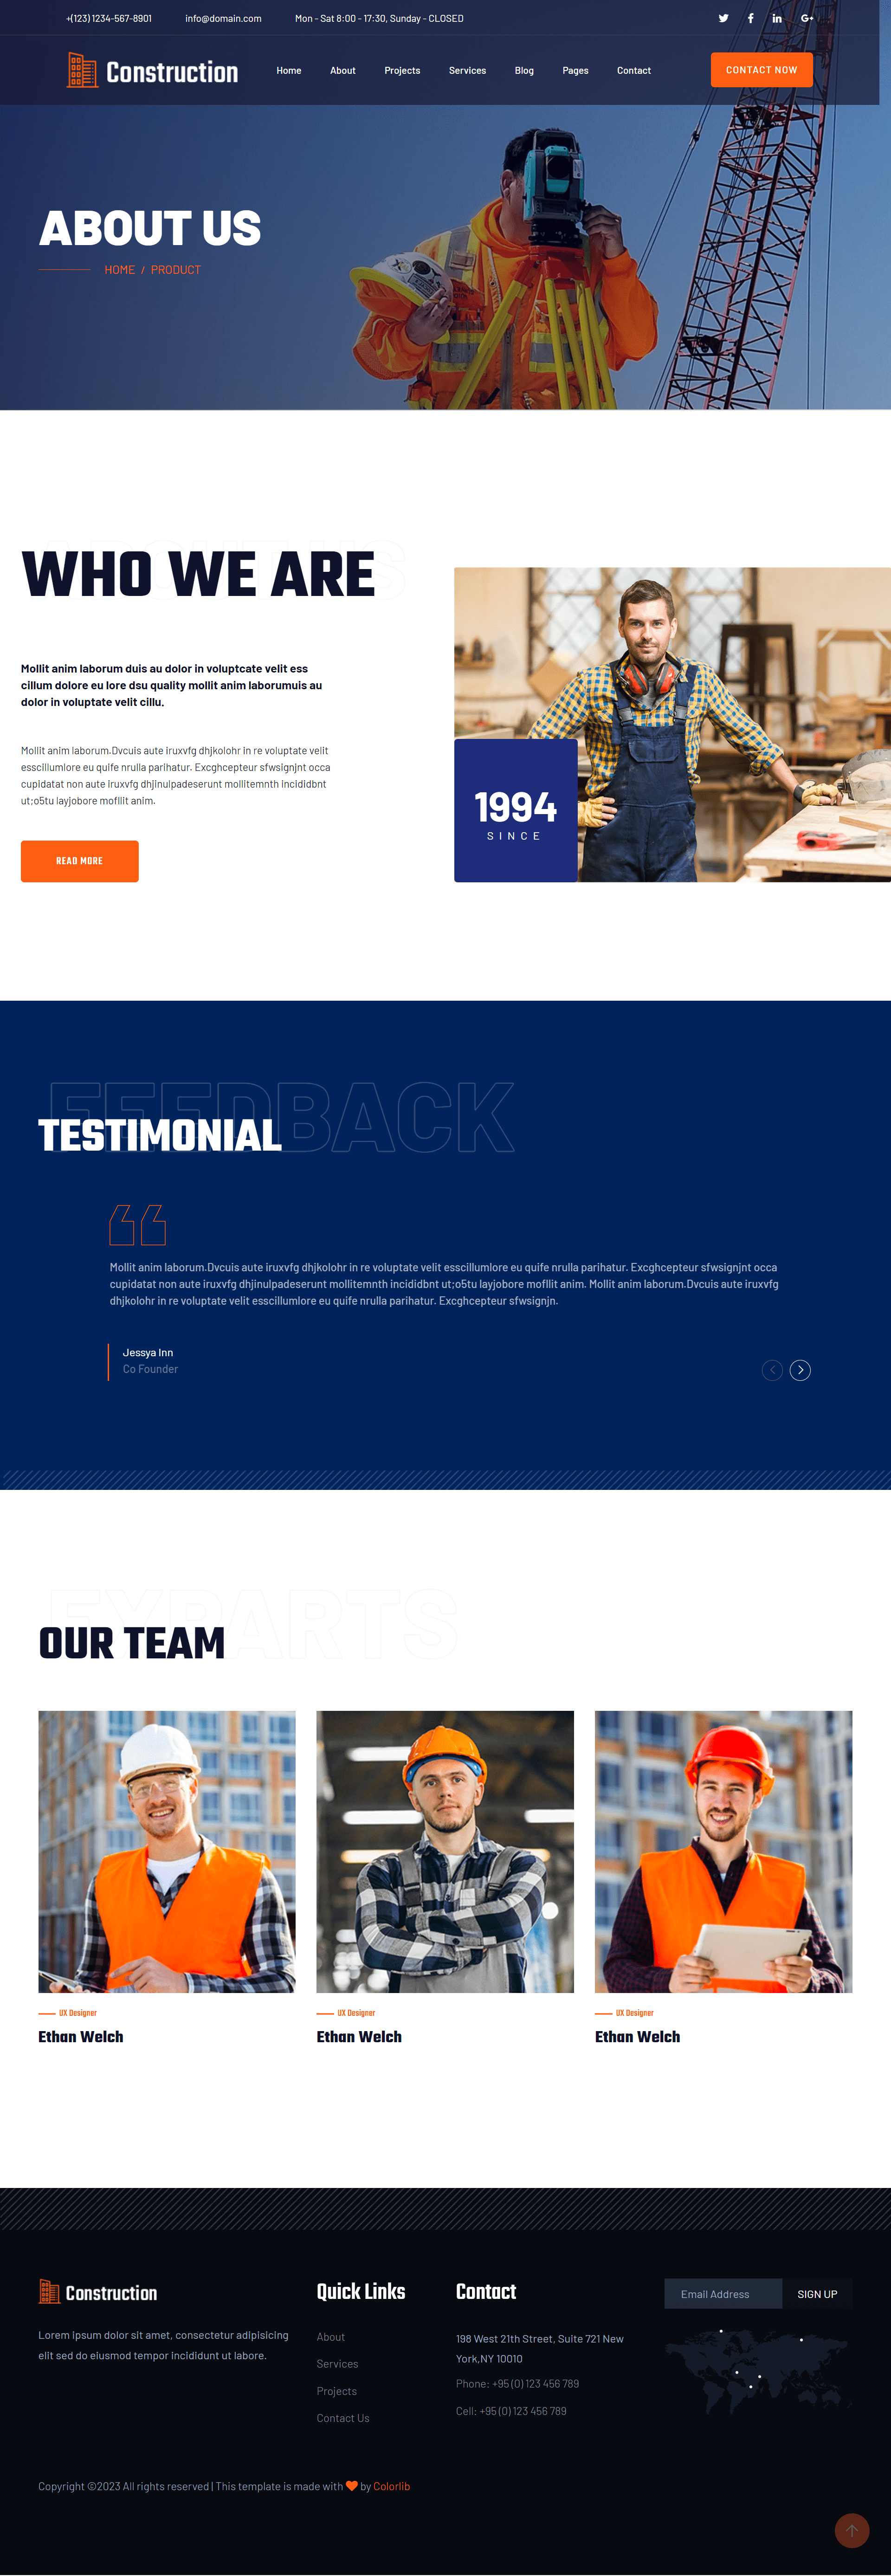 +(123) 1234-567-8901 info@domain.com Mon - Sat 8:00 - 17:30, Sunday - CLOSED
Construction Home About Projects Services Blog Pages Contact CONTACT NOW
ABOUT US
HOME / PRODUCT
WHO WE ARE
Mollit anim laborum duis au dolor in voluptcate velit ess
cillum dolore eu lore dsu quality mollit anim laborumuis au
dolor in voluptate velit cillu.
Mollit anim laborum.Dvcuis aute iruxvfg dhjkolohr in re voluptate velit
esscillumlore eu quife nrulla parihatur. Excghcepteur sfwsignjnt occa
cupidatat non aute iruxvfg dhjinulpadeserunt mollitemnth incididbnt
ut;o5tu layjobore mofllit anim.
READ MORE
1994
SINCE
FEEDBACK
TESTIMONIAL
Mollit anim laborum.Dvcuis aute iruxvfg dhjkolohr in re voluptate velit esscillumlore eu quife nrulla parihatur. Excghcepteur sfwsignjnt occa
cupidatat non aute iruxvfg dhjinulpadeserunt mollitemnth incididbnt ut;o5tu layjobore mofllit anim. Mollit anim laborum.Dvcuis aute iruxvfg
dhjkolohr in re voluptate velit esscillumlore eu quife nrulla parihatur. Excghcepteur sfwsignjn.
Jessya Inn
Co Founder
EXPARTS
OUR TEAM
UX Designer
Ethan Welch
UX Designer
Ethan Welch
UX Designer
Ethan Welch
Construction
Lorem ipsum dolor sit amet, consectetur adipisicing
elit sed do eiusmod tempor incididunt ut labore.
Quick Links
About
Services
Projects
Contact Us
Contact
198 West 21th Street, Suite 721 New
York,NY 10010
Phone: +95 (0) 123 456 789
Cell: +95 (0) 123 456 789
Email Address SIGN UP
Copyright ©2023 All rights reserved | This template is made with by Colorlib